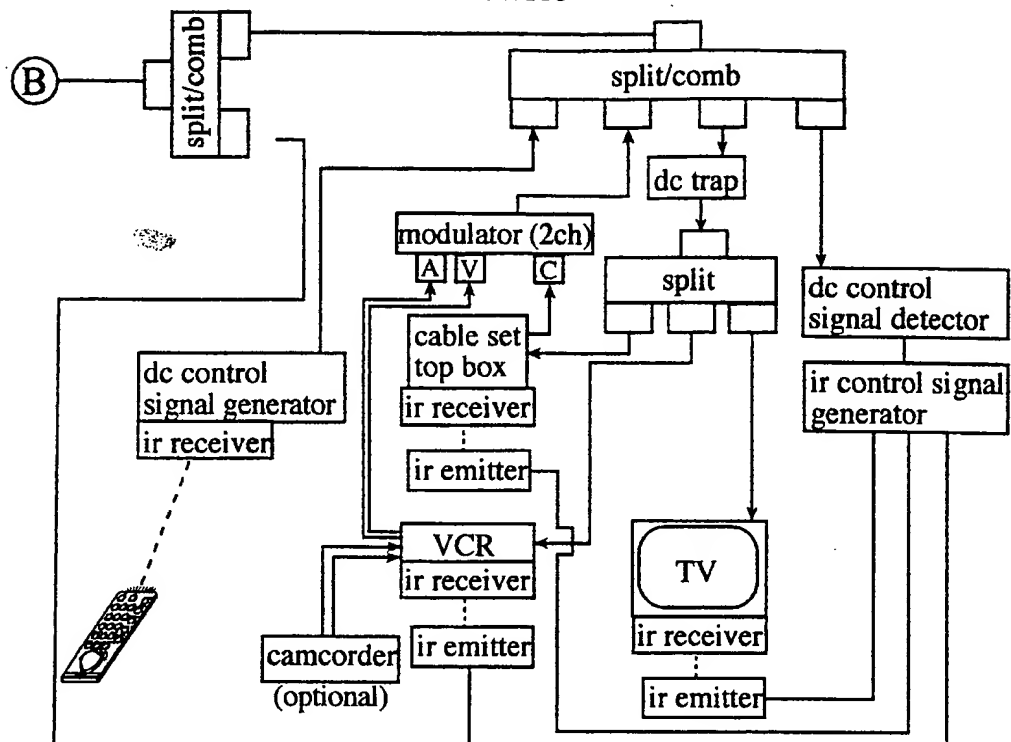 B
split/comb
split/comb
dc trap
modulator (2ch)
A V C
split
dc control
signal detector
cable set
top box
ir receiver
ir control signal
generator
dc control
signal generator
ir receiver
ir emitter
VCR
ir receiver
TV
ir emitter
ir receiver
camcorder
(optional)
ir emitter